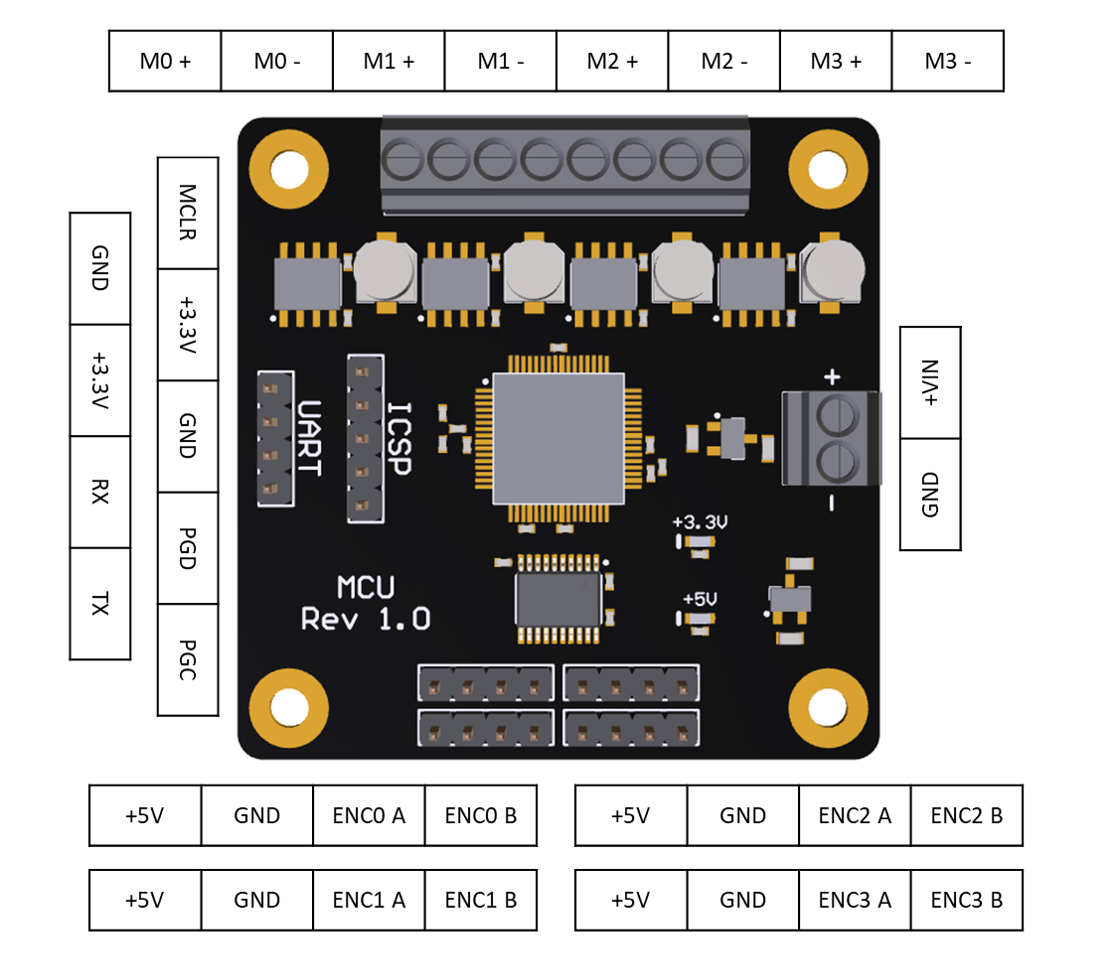 M0 + M0 - M1 + M1 - M2 + M2 - M3 + M3 -
GND
+3.3V
RX
TX
MCLR
+3.3V
GND
PGD
PGC
UART
ICSP
MCU
Rev 1.0
+
-
+3.3V
+5V
+VIN
GND
+5V GND ENC0 A ENC0 B +5V GND ENC2 A ENC2 B
+5V GND ENC1 A ENC1 B +5V GND ENC3 A ENC3 B